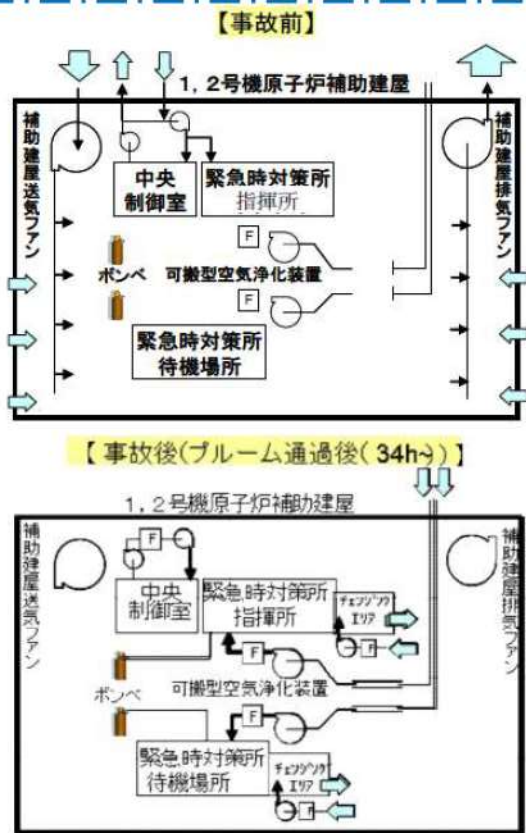 【事故前】
1，2号機原子炉補助建屋
補助建屋送気ファン
補助建屋排気ファン
中央
制御室
緊急時対策所
指揮所
F
ボンベ
可搬型空気浄化装置
F
緊急時対策所
待機場所
【事故後(プルーム通過後(34h~))】
1，2号機原子炉補助建屋
補助建屋送気ファン
補助建屋排気ファン
F
中央
制御室
緊急時対策所
指揮所
チェンジング
エリア
F
F
ボンベ
可搬型空気浄化装置
F
緊急時対策所
待機場所
チェンジング
エリア
F